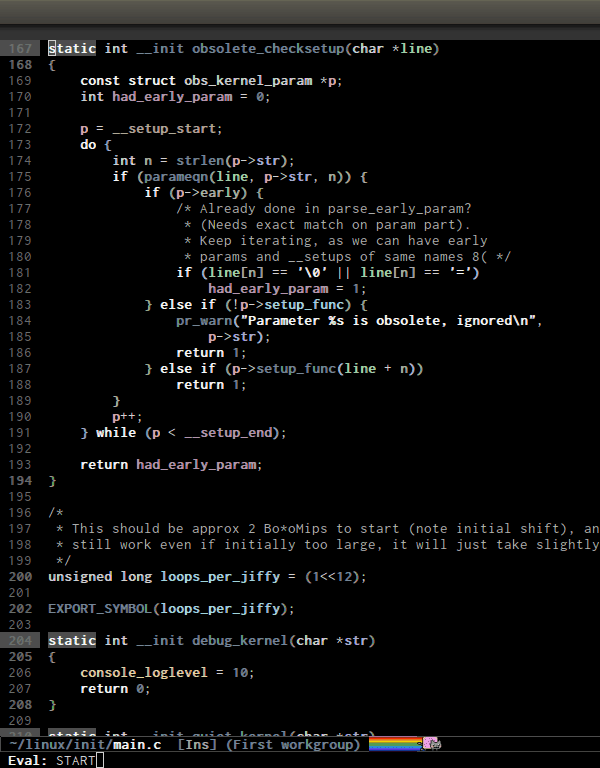 167 static int __init obsolete_checksetup(char *line)
168 {
169     const struct obs_kernel_param *p;
170     int had_early_param = 0;
171
172     p = __setup_start;
173     do {
174         int n = strlen(p->str);
175         if (parameqn(line, p->str, n)) {
176             if (p->early) {
177                 /* Already done in parse_early_param?
178                  * (Needs exact match on param part).
179                  * Keep iterating, as we can have early
180                  * params and __setups of same names 8( */
181                 if (line[n] == '\0' || line[n] == '=')
182                     had_early_param = 1;
183             } else if (!p->setup_func) {
184                 pr_warn("Parameter %s is obsolete, ignored\n",
185                     p->str);
186                 return 1;
187             } else if (p->setup_func(line + n))
188                 return 1;
189         }
190         p++;
191     } while (p < __setup_end);
192
193     return had_early_param;
194 }
195
196 /*
197  * This should be approx 2 Bo*oMips to start (note initial shift), an
198  * still work even if initially too large, it will just take slightly
199  */
200 unsigned long loops_per_jiffy = (1<<12);
201
202 EXPORT_SYMBOL(loops_per_jiffy);
203
204 static int __init debug_kernel(char *str)
205 {
206     console_loglevel = 10;
207     return 0;
208 }
209
210 static int __init quiet_kernel(char *str)
~/linux/init/main.c  [Ins] (First workgroup)
Eval: START